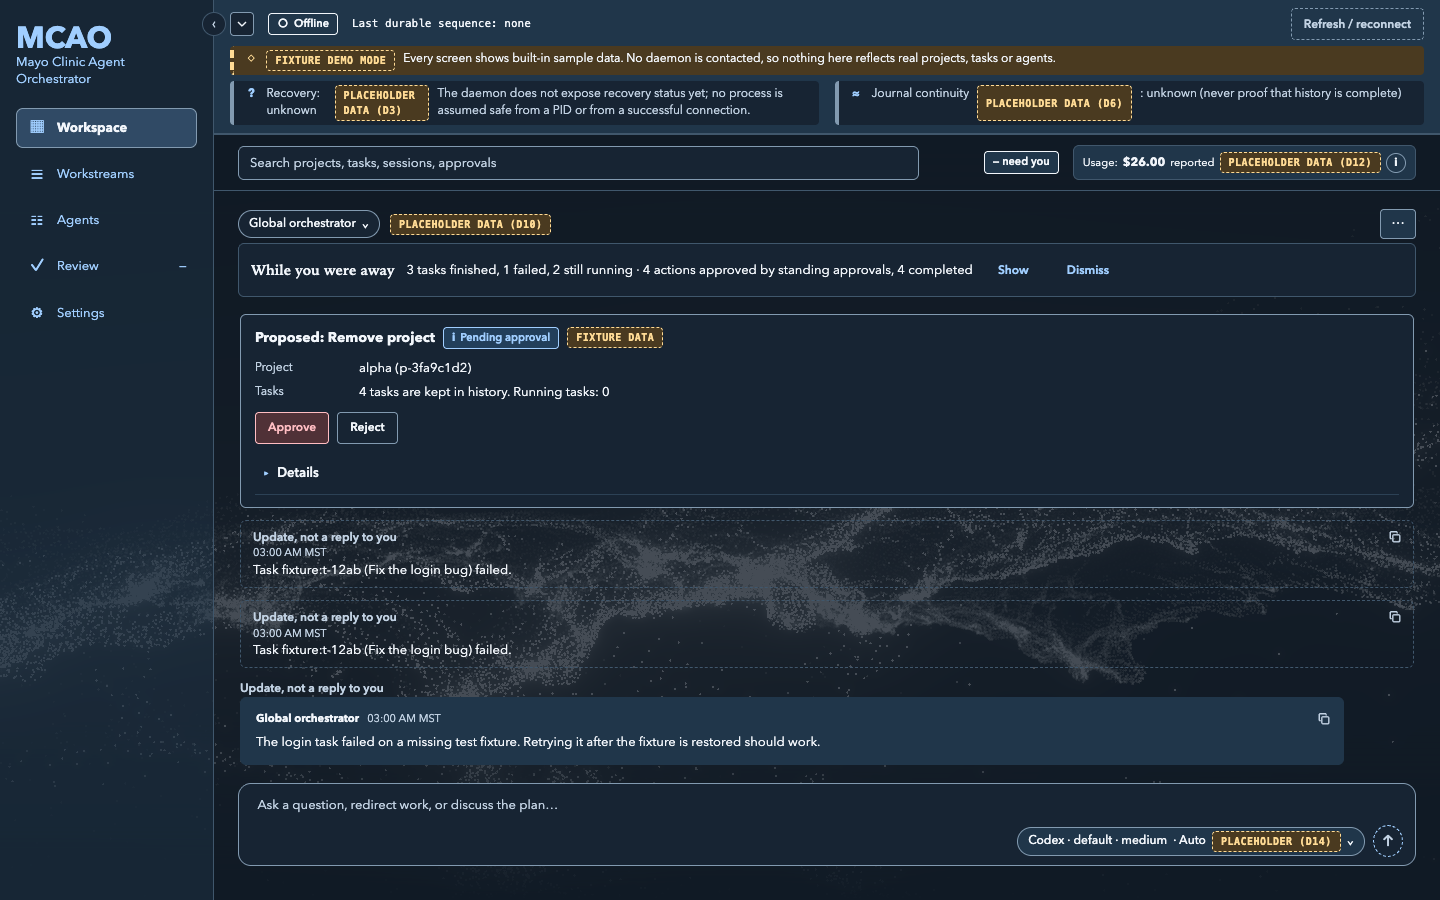 MCAO
Mayo Clinic Agent
Orchestrator
Workspace
Workstreams
Agents
Review –
Settings
Offline Last durable sequence: none
Refresh / reconnect
FIXTURE DEMO MODE Every screen shows built-in sample data. No daemon is contacted, so nothing here reflects real projects, tasks or agents.
? Recovery: unknown
PLACEHOLDER DATA (D3)
The daemon does not expose recovery status yet; no process is
assumed safe from a PID or from a successful connection.
≈ Journal continuity PLACEHOLDER DATA (D6) : unknown (never proof that history is complete)
Search projects, tasks, sessions, approvals
– need you
Usage: $26.00 reported PLACEHOLDER DATA (D12) i
Global orchestrator PLACEHOLDER DATA (D10)
...
While you were away 3 tasks finished, 1 failed, 2 still running · 4 actions approved by standing approvals, 4 completed Show Dismiss
Proposed: Remove project i Pending approval FIXTURE DATA
Project alpha (p-3fa9c1d2)
Tasks 4 tasks are kept in history. Running tasks: 0
Approve Reject
Details
Update, not a reply to you
03:00 AM MST
Task fixture:t-12ab (Fix the login bug) failed.
Update, not a reply to you
03:00 AM MST
Task fixture:t-12ab (Fix the login bug) failed.
Update, not a reply to you
Global orchestrator 03:00 AM MST
The login task failed on a missing test fixture. Retrying it after the fixture is restored should work.
Ask a question, redirect work, or discuss the plan…
Codex · default · medium · Auto PLACEHOLDER (D14)